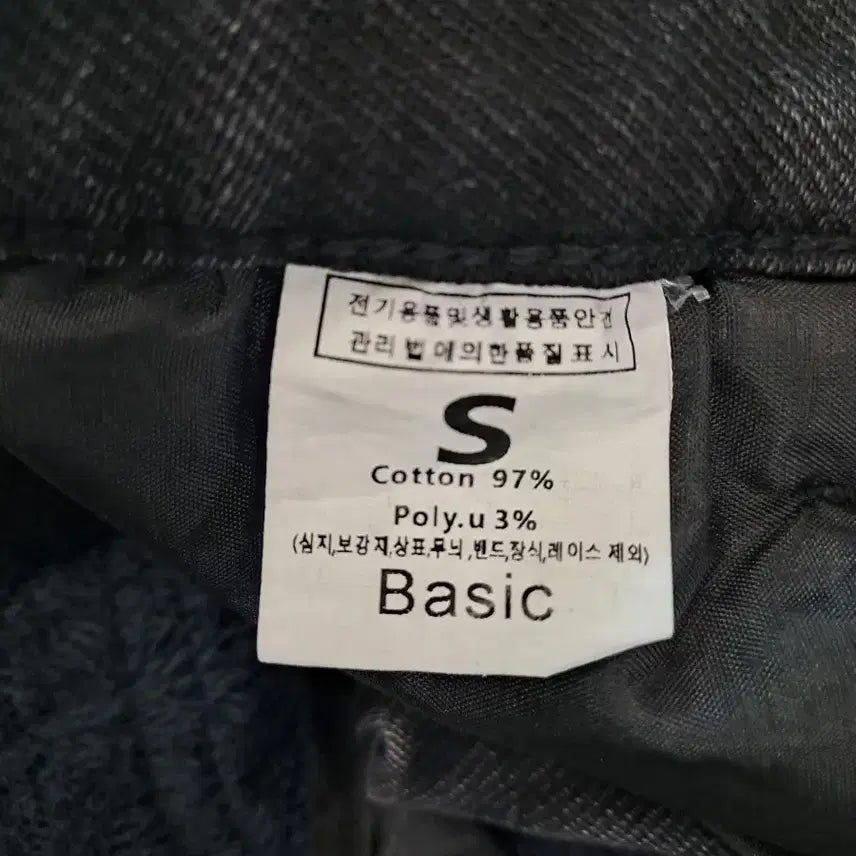 전기용품및생활용품안전
관리법에의한품질표시
S
Cotton 97%
Poly.u 3%
(심지,보강재,상표,무늬,밴드,장식,레이스 제외)
Basic